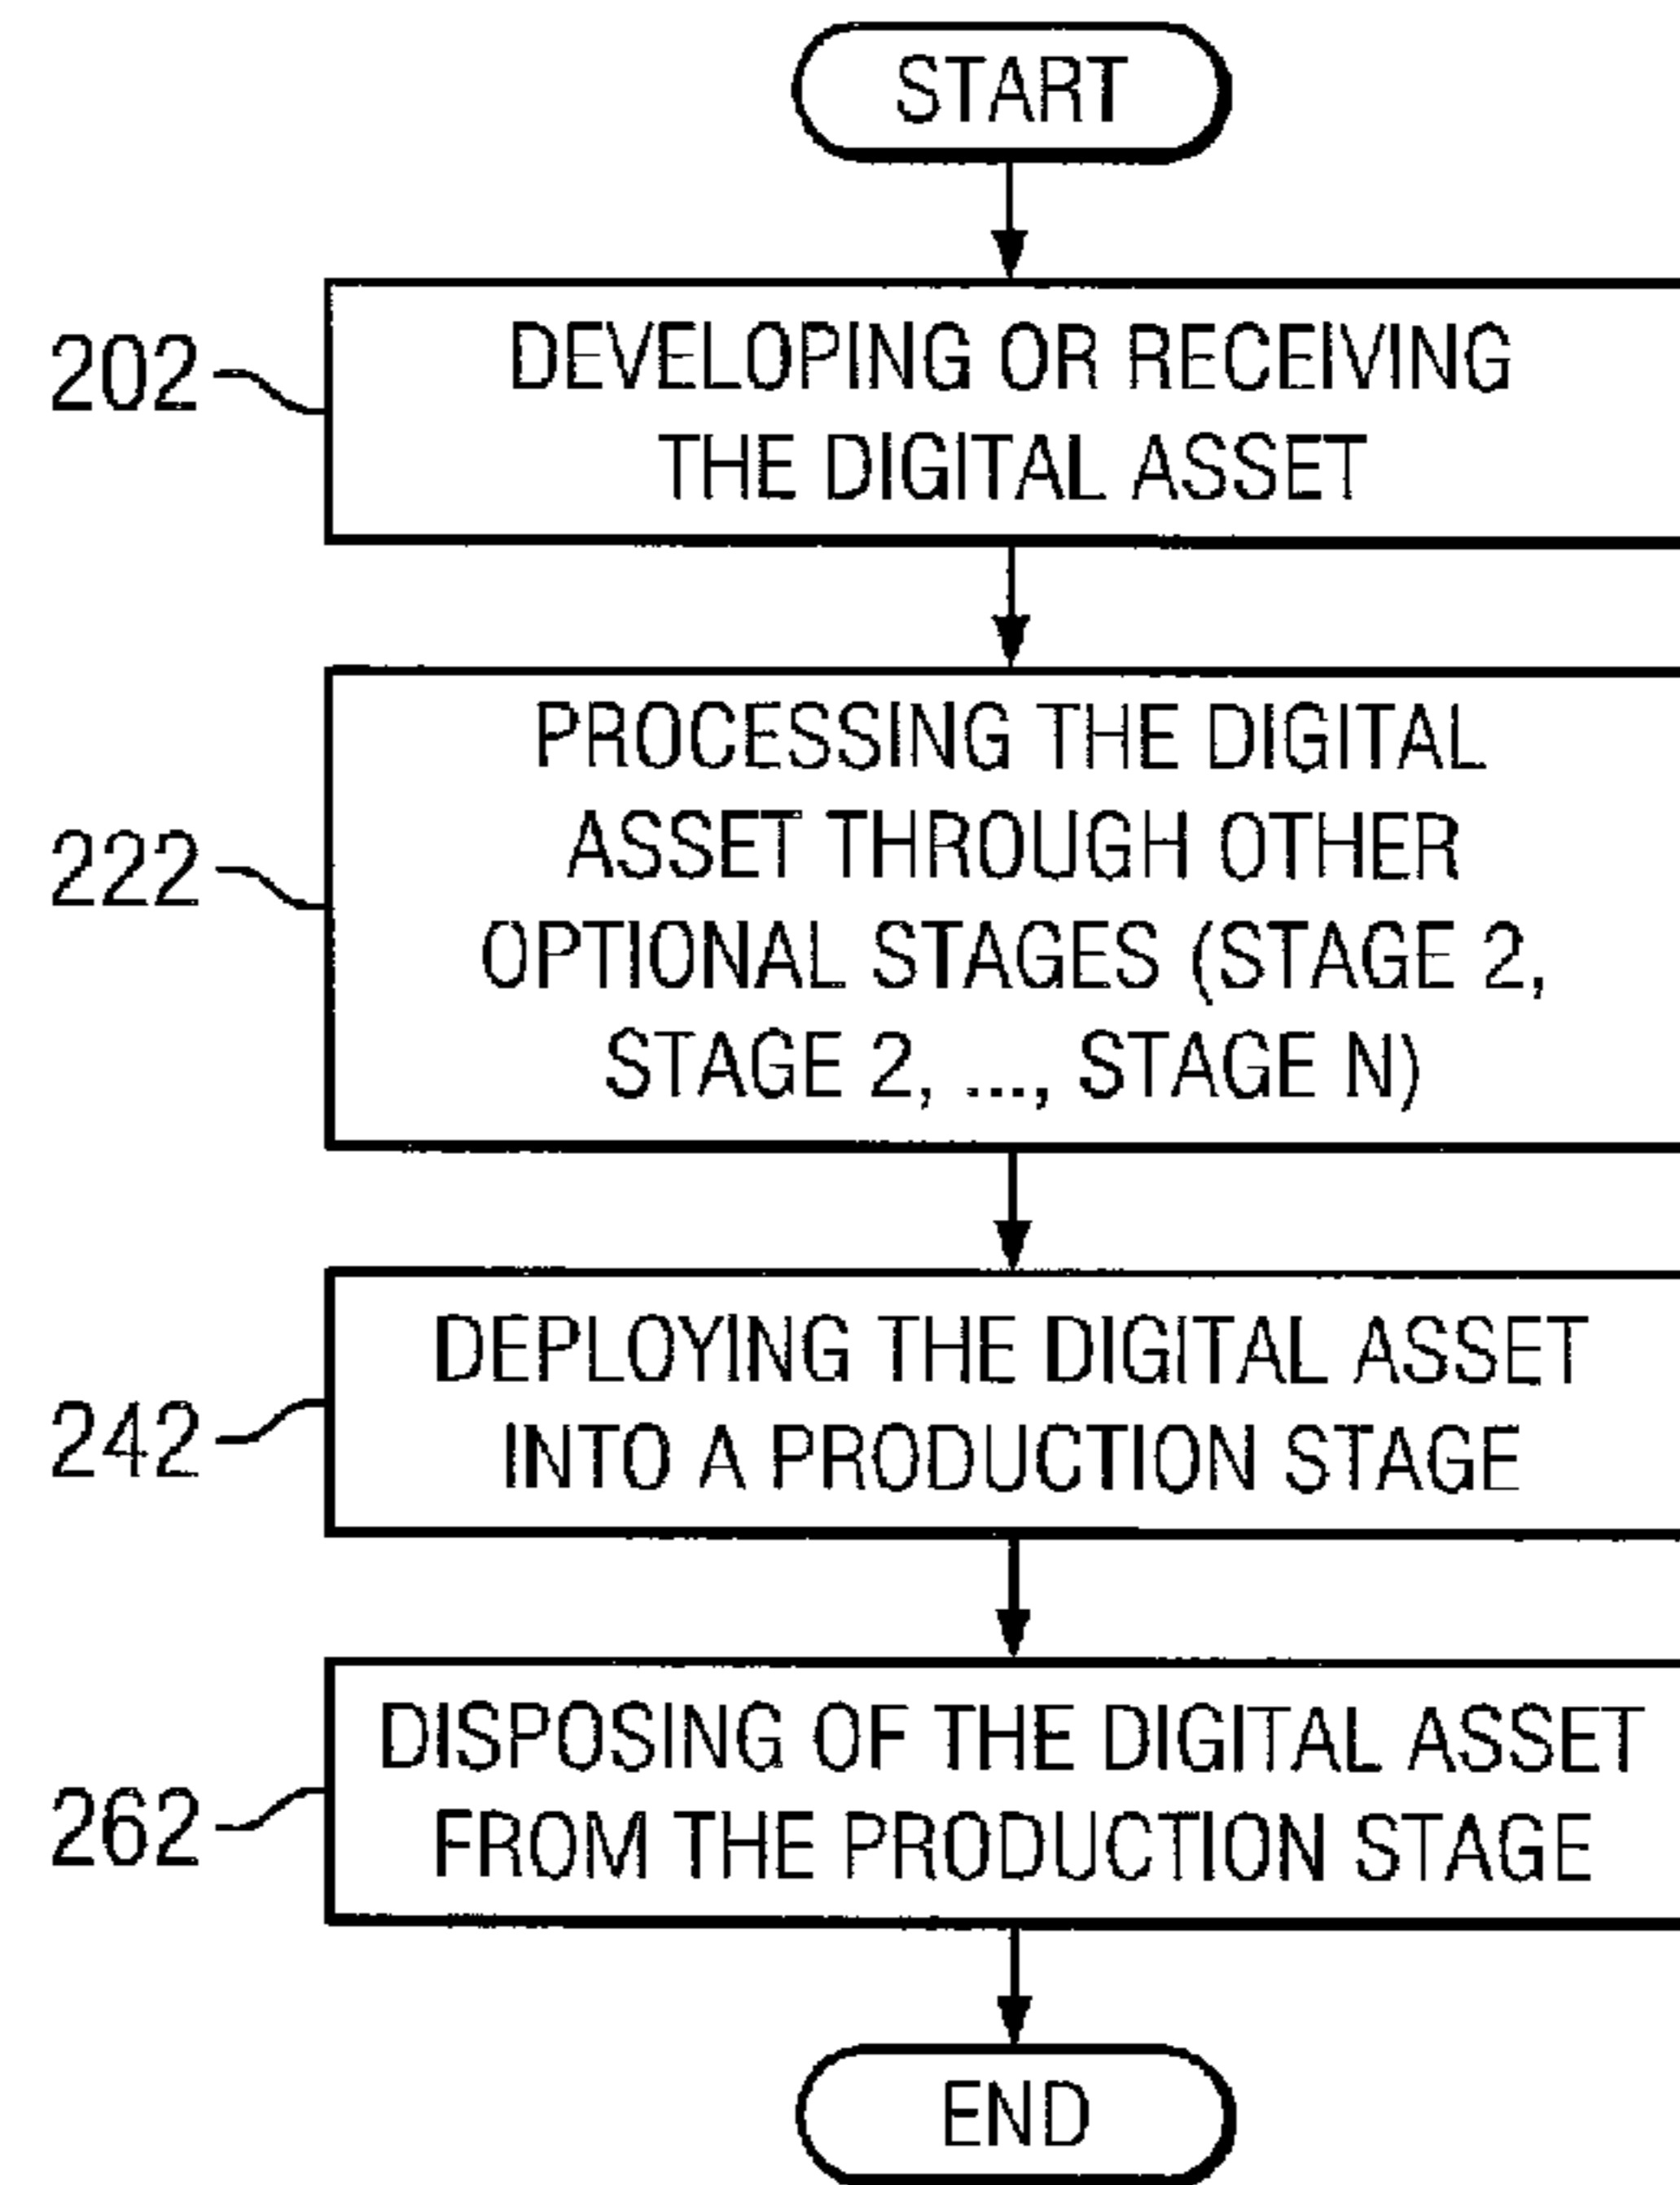 START
202
DEVELOPING OR RECEIVING
THE DIGITAL ASSET
222
PROCESSING THE DIGITAL
ASSET THROUGH OTHER
OPTIONAL STAGES (STAGE 2,
STAGE 2, ..., STAGE N)
242
DEPLOYING THE DIGITAL ASSET
INTO A PRODUCTION STAGE
262
DISPOSING OF THE DIGITAL ASSET
FROM THE PRODUCTION STAGE
END